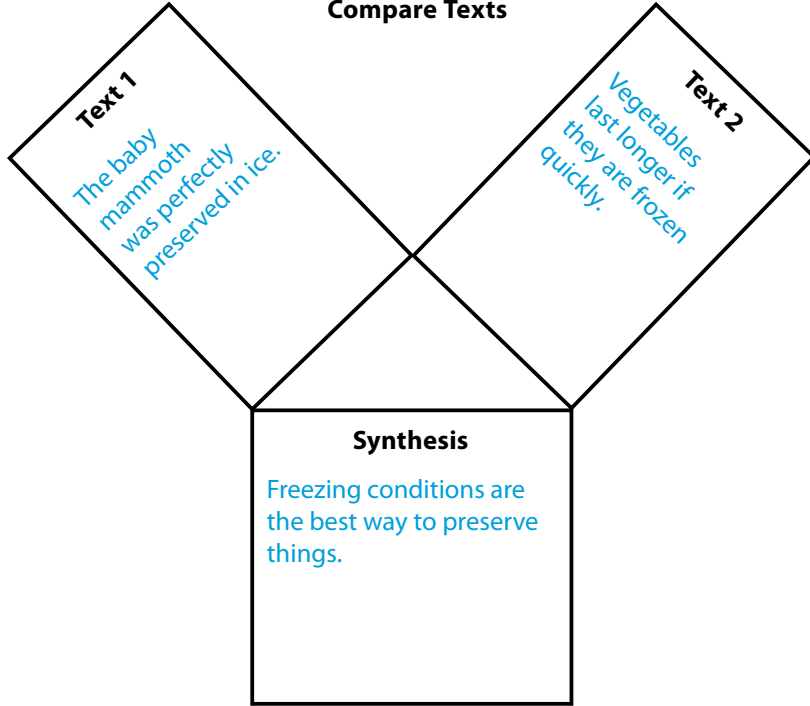 Compare Texts
Text 1
The baby
mammoth
was perfectly
preserved in ice.
Text 2
Vegetables
last longer if
they are frozen
quickly.
Synthesis
Freezing conditions are
the best way to preserve
things.